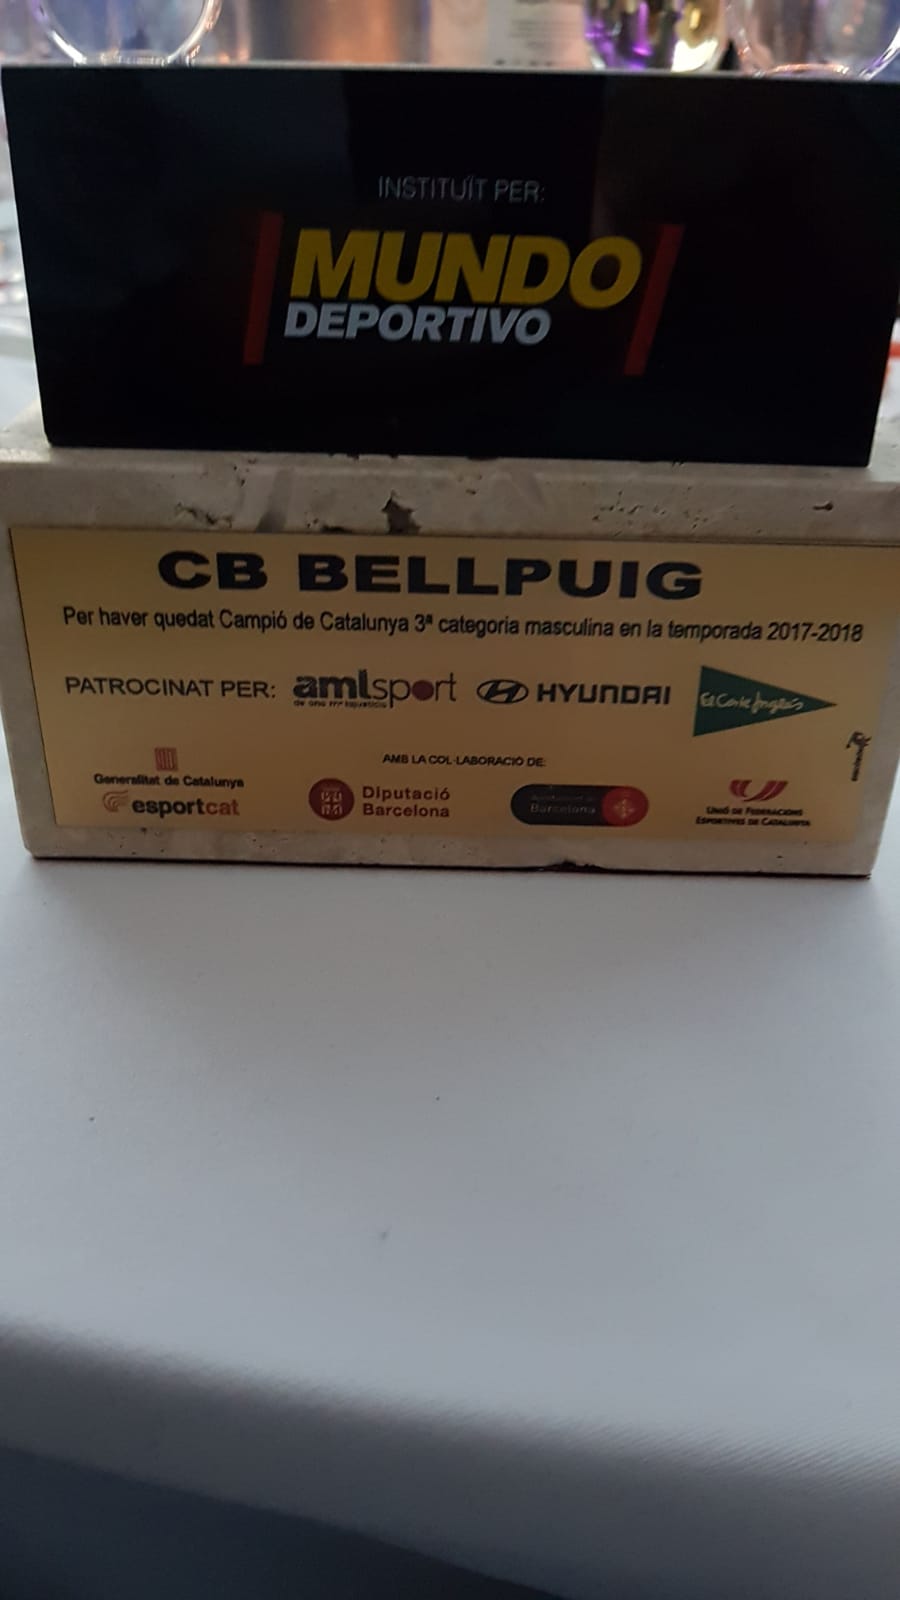 INSTITUÏT PER:
MUNDO
DEPORTIVO
CB BELLPUIG
Per haver quedat Campió de Catalunya 3ª categoria masculina en la temporada 2017-2018
PATROCINAT PER: amlsport HYUNDAI El Corte Inglés
AMB LA COL·LABORACIÓ DE:
Generalitat de Catalunya
esportcat
Diputació
Barcelona
Ajuntament de
Barcelona
UNIÓ DE FEDERACIONS
ESPORTIVES DE CATALUNYA